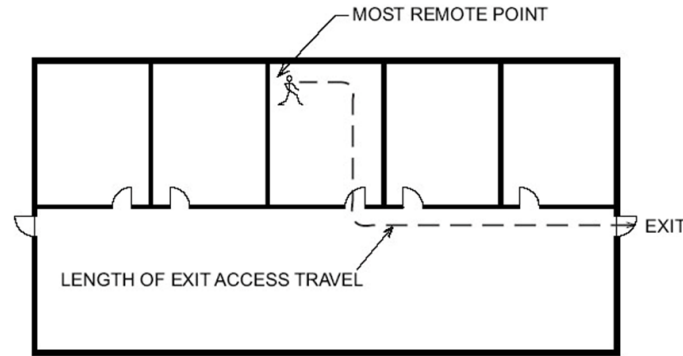 MOST REMOTE POINT
EXIT
LENGTH OF EXIT ACCESS TRAVEL